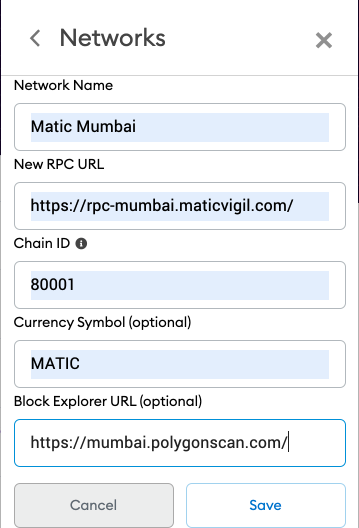 Networks
Network Name
Matic Mumbai
New RPC URL
https://rpc-mumbai.maticvigil.com/
Chain ID
80001
Currency Symbol (optional)
MATIC
Block Explorer URL (optional)
https://mumbai.polygonscan.com/
Cancel Save